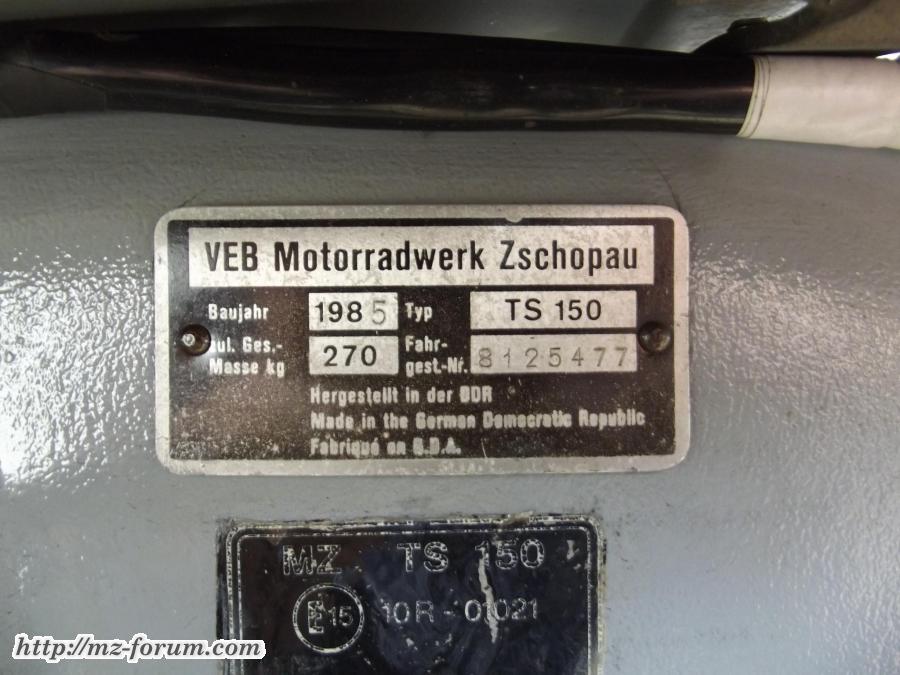 VEB Motorradwerk Zschopau
Baujahr 1985 Typ TS 150
zul. Ges.-Masse kg 270 Fahr-gest.-Nr. 8125477
Hergestellt in der DDR
Made in the German Democratic Republic
Fabriqué en R.D.A.
MZ TS 150
E15 10R-01021
http://mz-forum.com